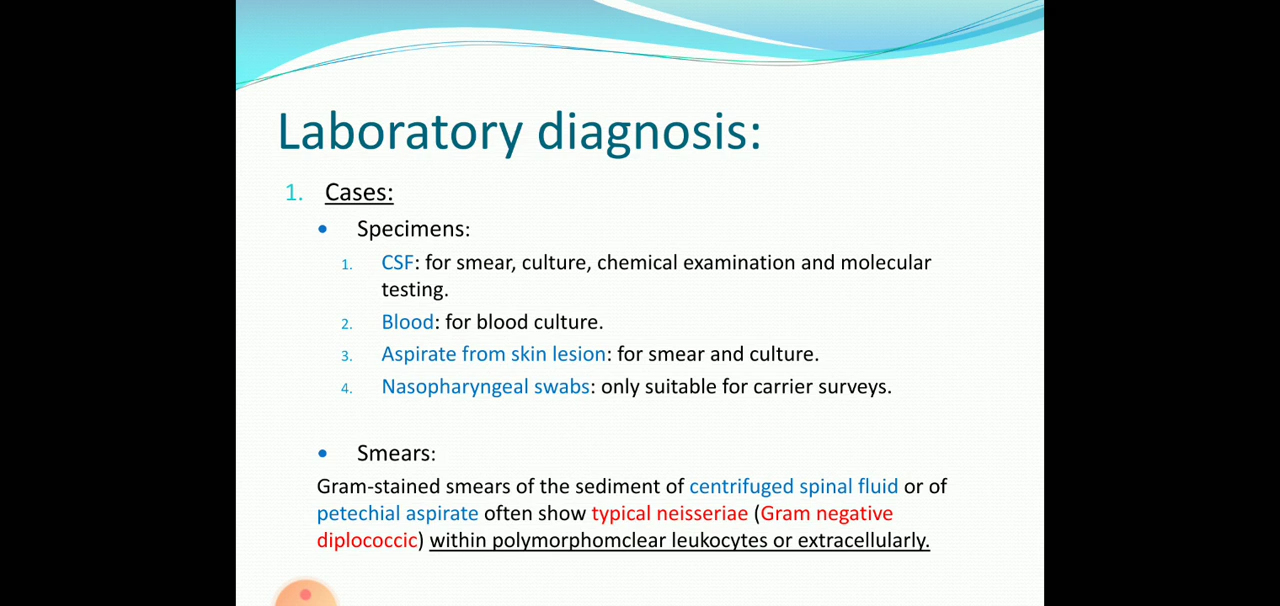 Laboratory diagnosis:
1. Cases:
• Specimens:
1. CSF: for smear, culture, chemical examination and molecular
testing.
2. Blood: for blood culture.
3. Aspirate from skin lesion: for smear and culture.
4. Nasopharyngeal swabs: only suitable for carrier surveys.
• Smears:
Gram-stained smears of the sediment of centrifuged spinal fluid or of
petechial aspirate often show typical neisseriae (Gram negative
diplococcic) within polymorphomclear leukocytes or extracellularly.